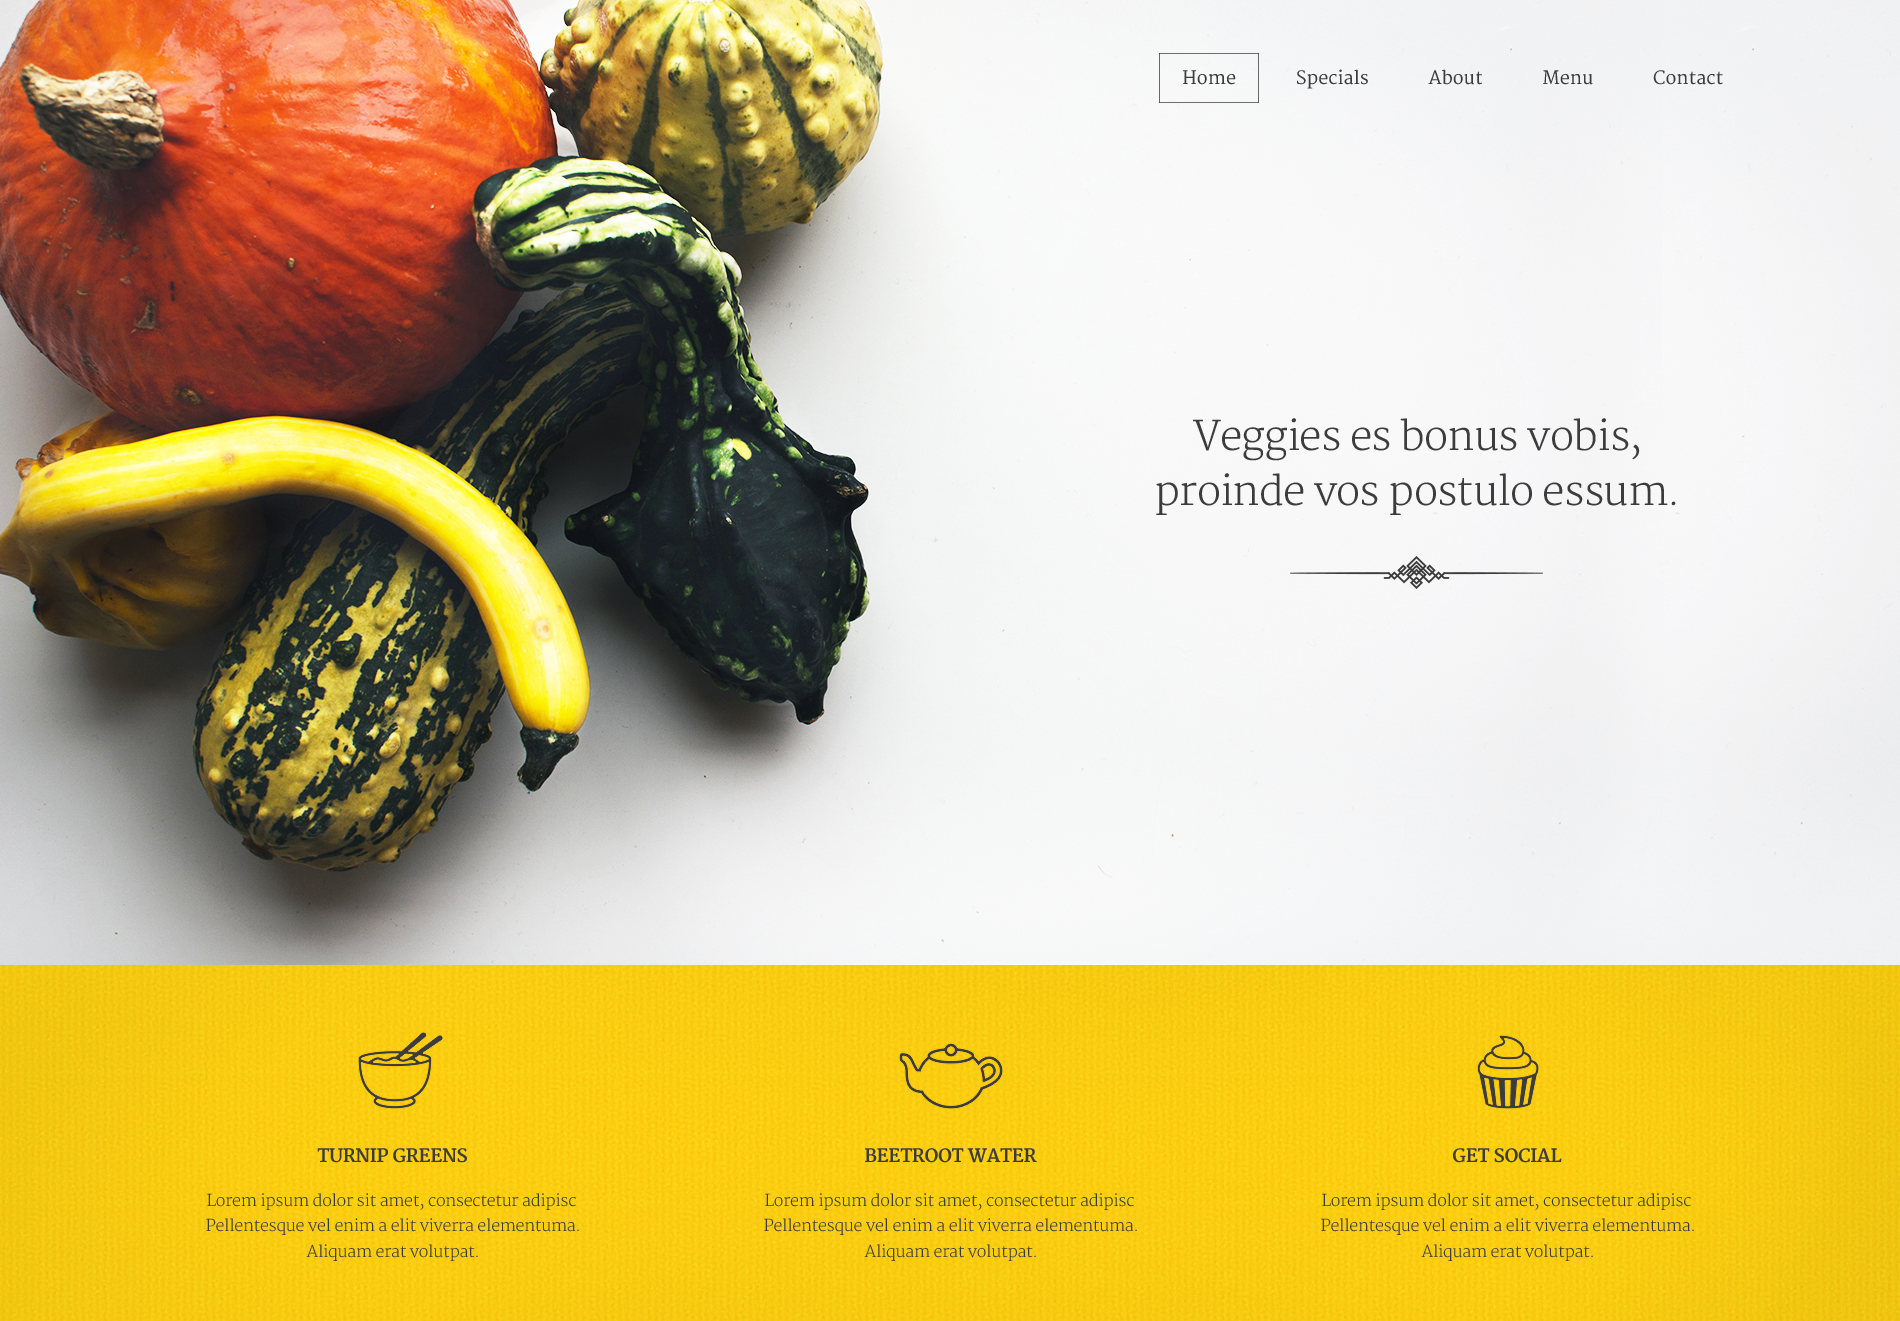 Home Specials About Menu Contact
Veggies es bonus vobis,
proinde vos postulo essum.
TURNIP GREENS
Lorem ipsum dolor sit amet, consectetur adipisc
Pellentesque vel enim a elit viverra elementuma.
Aliquam erat volutpat.
BEETROOT WATER
Lorem ipsum dolor sit amet, consectetur adipisc
Pellentesque vel enim a elit viverra elementuma.
Aliquam erat volutpat.
GET SOCIAL
Lorem ipsum dolor sit amet, consectetur adipisc
Pellentesque vel enim a elit viverra elementuma.
Aliquam erat volutpat.